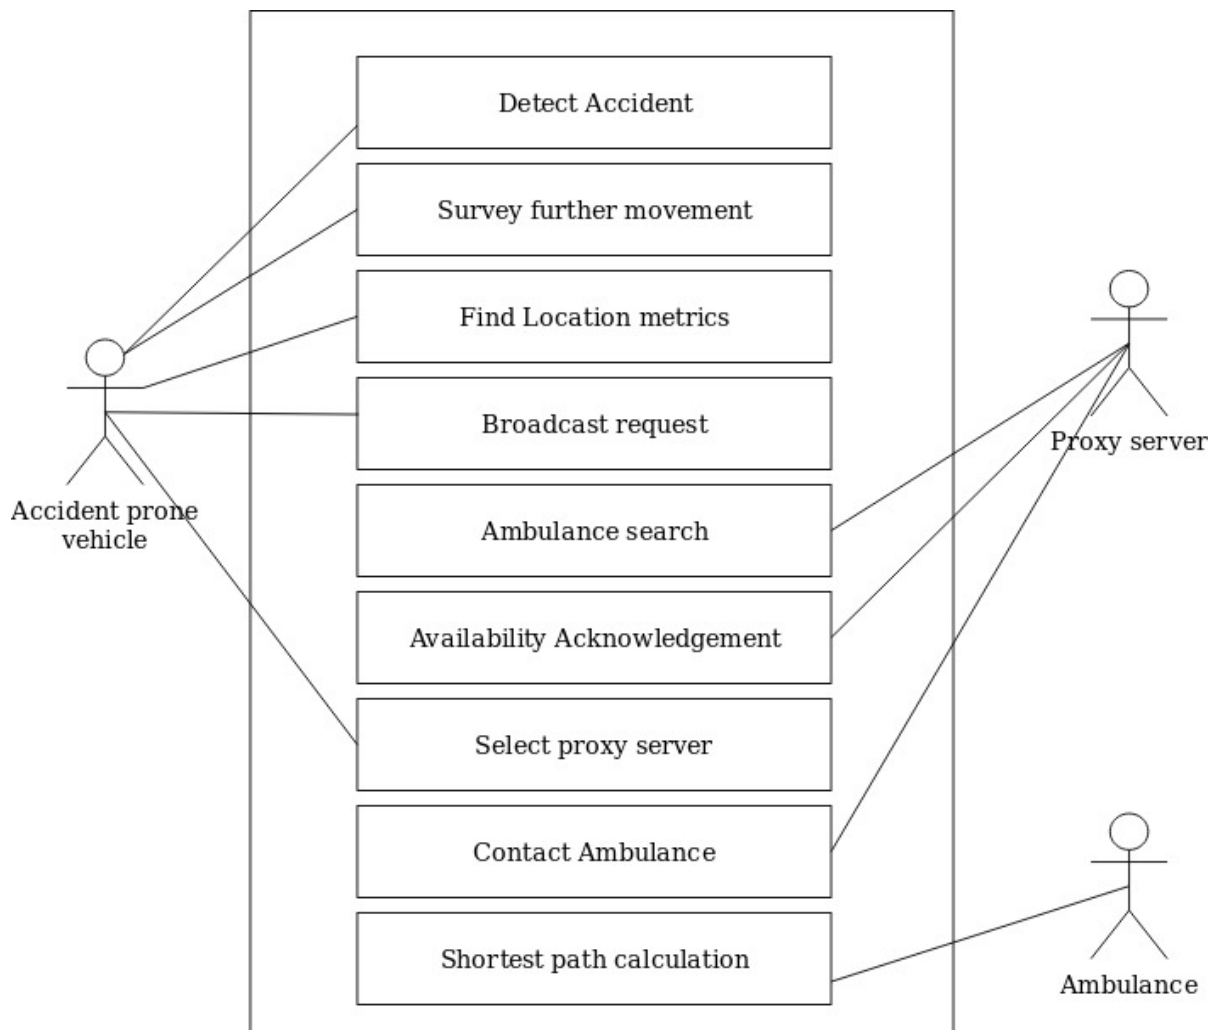 Detect Accident
Survey further movement
Find Location metrics
Broadcast request
Ambulance search
Availability Acknowledgement
Select proxy server
Contact Ambulance
Shortest path calculation
Accident prone
vehicle
Proxy server
Ambulance